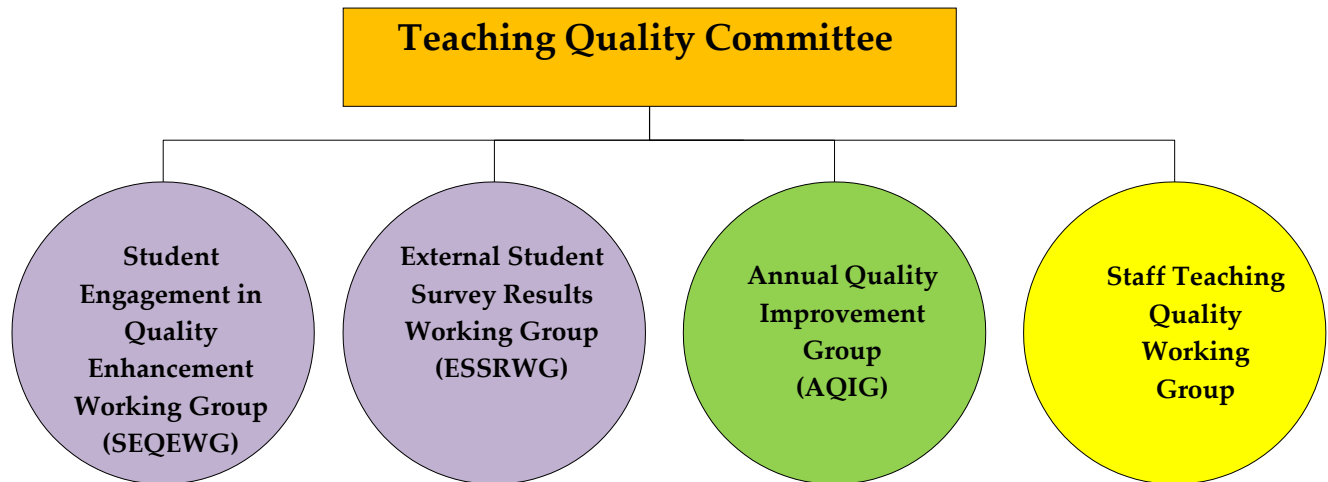 Teaching Quality Committee
Student
Engagement in
Quality
Enhancement
Working Group
(SEQEWG)
External Student
Survey Results
Working Group
(ESSRWG)
Annual Quality
Improvement
Group
(AQIG)
Staff Teaching
Quality
Working
Group